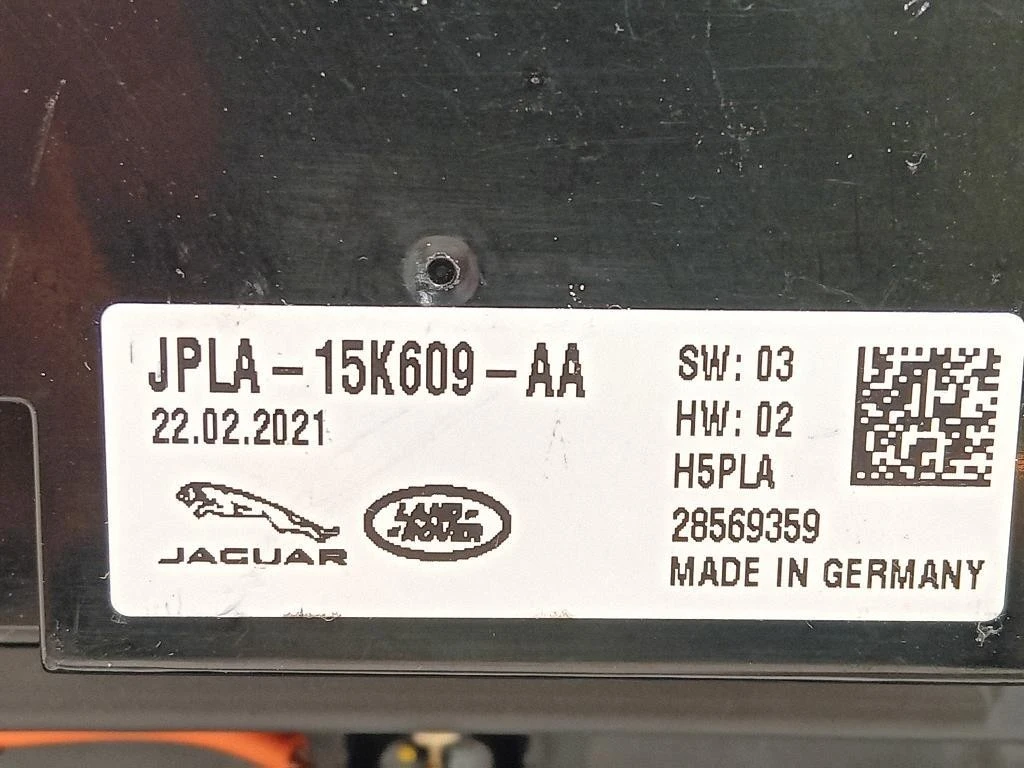 JPLA-15K609-AA
22.02.2021
JAGUAR
LAND-
ROVER
SW: 03
HW: 02
H5PLA
28569359
MADE IN GERMANY